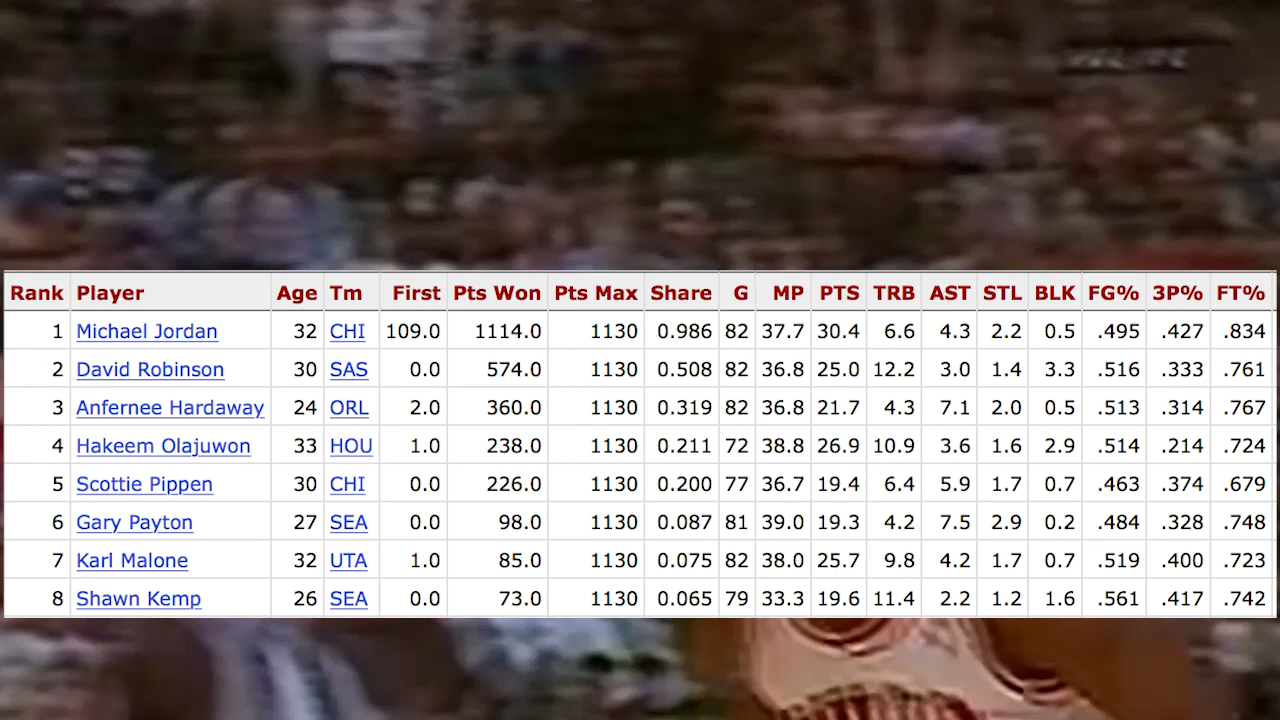 Rank Player Age Tm First Pts Won Pts Max Share G MP PTS TRB AST STL BLK FG% 3P% FT%
1 Michael Jordan 32 CHI 109.0 1114.0 1130 0.986 82 37.7 30.4 6.6 4.3 2.2 0.5 .495 .427 .834
2 David Robinson 30 SAS 0.0 574.0 1130 0.508 82 36.8 25.0 12.2 3.0 1.4 3.3 .516 .333 .761
3 Anfernee Hardaway 24 ORL 2.0 360.0 1130 0.319 82 36.8 21.7 4.3 7.1 2.0 0.5 .513 .314 .767
4 Hakeem Olajuwon 33 HOU 1.0 238.0 1130 0.211 72 38.8 26.9 10.9 3.6 1.6 2.9 .514 .214 .724
5 Scottie Pippen 30 CHI 0.0 226.0 1130 0.200 77 36.7 19.4 6.4 5.9 1.7 0.7 .463 .374 .679
6 Gary Payton 27 SEA 0.0 98.0 1130 0.087 81 39.0 19.3 4.2 7.5 2.9 0.2 .484 .328 .748
7 Karl Malone 32 UTA 1.0 85.0 1130 0.075 82 38.0 25.7 9.8 4.2 1.7 0.7 .519 .400 .723
8 Shawn Kemp 26 SEA 0.0 73.0 1130 0.065 79 33.3 19.6 11.4 2.2 1.2 1.6 .561 .417 .742